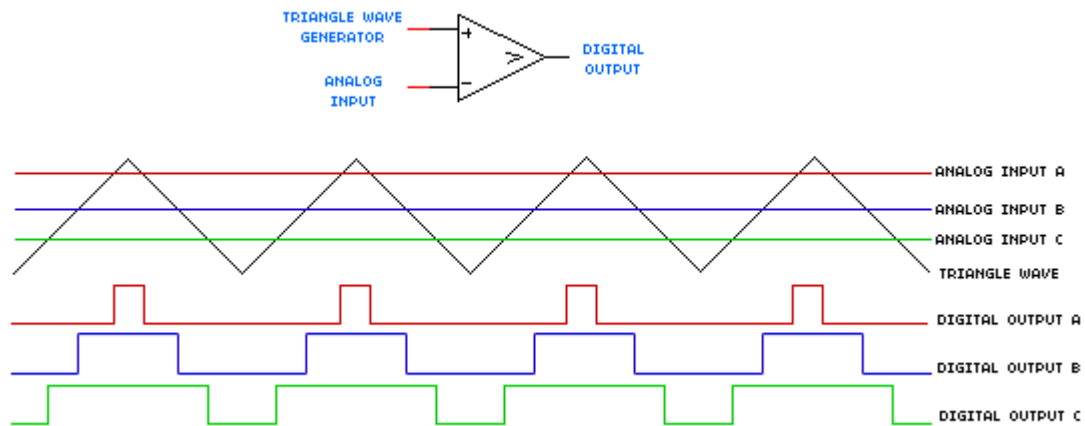 TRIANGLE WAVE
GENERATOR
+
>
DIGITAL
OUTPUT
ANALOG
INPUT
-
ANALOG INPUT A
ANALOG INPUT B
ANALOG INPUT C
TRIANGLE WAVE
DIGITAL OUTPUT A
DIGITAL OUTPUT B
DIGITAL OUTPUT C